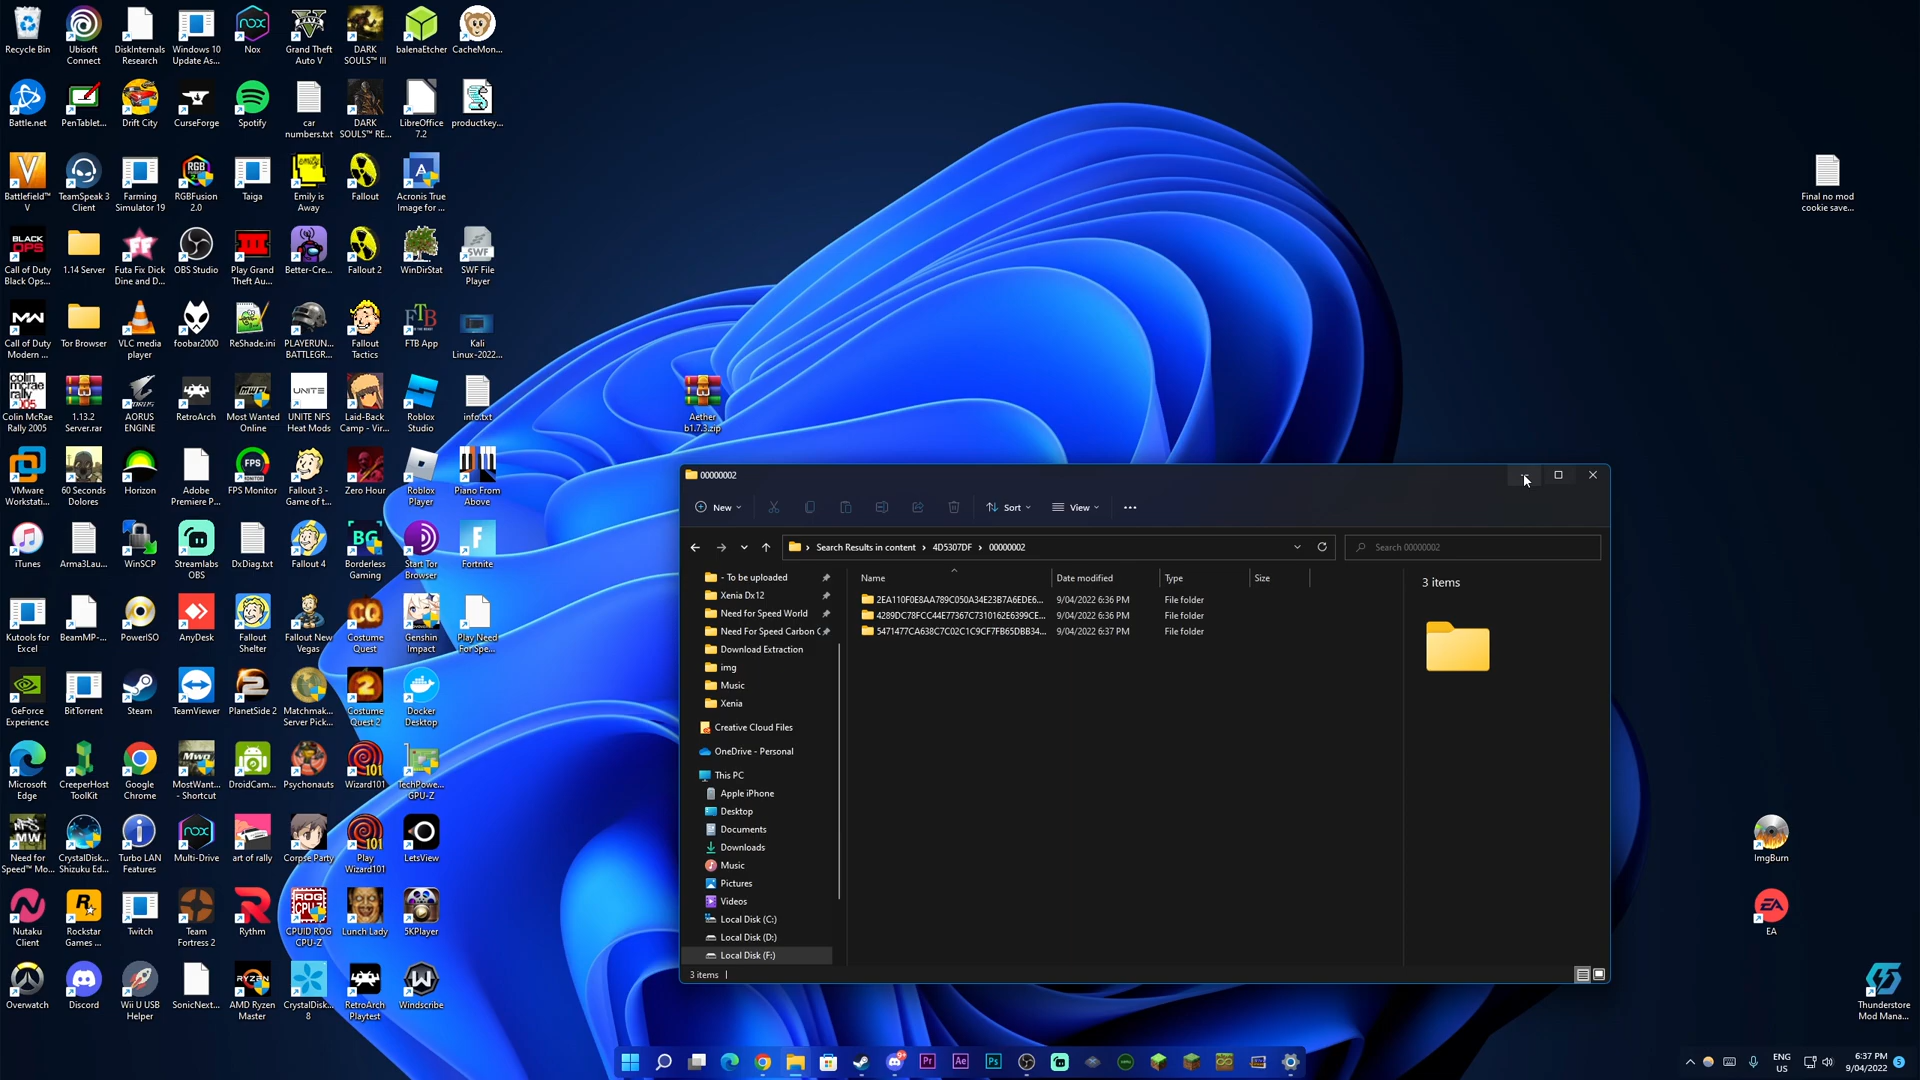 Recycle Bin
Ubisoft
Connect
DiskInternals
Research
Windows 10
Update As...
Nox
Grand Theft
Auto V
DARK
SOULS™ III
balenaEtcher
CacheMon...
Battle.net
PenTablet...
Drift City
CurseForge
Spotify
car
numbers.txt
DARK
SOULS™ RE...
LibreOffice
7.2
productkey...
Battlefield™
V
TeamSpeak 3
Client
Farming
Simulator 19
RGBFusion
2.0
Taiga
Emily is
Away
Fallout
Acronis True
Image for ...
Final no mod
cookie save...
Call of Duty
Black Ops...
1.14 Server
Futa Fix Dick
Dine and D...
OBS Studio
Play Grand
Theft Au...
Better-Cre...
Fallout 2
WinDirStat
SWF File
Player
Call of Duty
Modern ...
Tor Browser
VLC media
player
foobar2000
ReShade.ini
PLAYERUN...
BATTLEGR...
Fallout
Tactics
FTB App
Kali
Linux-2022...
Colin McRae
Rally 2005
1.13.2
Server.rar
AORUS
ENGINE
RetroArch
Most Wanted
Online
UNITE NFS
Heat Mods
Laid-Back
Camp - Vir...
Roblox
Studio
info.txt
Aether
b1.7.3.zip
VMware
Workstati...
60 Seconds
Dolores
Horizon
Adobe
Premiere P...
FPS Monitor
Fallout 3 -
Game of t...
Zero Hour
Roblox
Player
Piano From
Above
iTunes
Arma3Lau...
WinSCP
Streamlabs
OBS
DxDiag.txt
Fallout 4
Borderless
Gaming
Start Tor
Browser
Fortnite
Kutools for
Excel
BeamMP-...
PowerISO
AnyDesk
Fallout
Shelter
Fallout New
Vegas
Costume
Quest
Genshin
Impact
Play Need
For Spe...
GeForce
Experience
BitTorrent
Steam
TeamViewer
PlanetSide 2
Matchmak...
Server Pick...
Costume
Quest 2
Docker
Desktop
Microsoft
Edge
CreeperHost
ToolKit
Google
Chrome
MostWant...
- Shortcut
DroidCam...
Psychonauts
Wizard101
TechPowe...
GPU-Z
Need for
Speed™ Mo...
CrystalDisk...
Shizuku Ed...
Turbo LAN
Features
Multi-Drive
art of rally
Corpse Party
Play
Wizard101
LetsView
Nutaku
Client
Rockstar
Games ...
Twitch
Team
Fortress 2
Rythm
CPUID ROG
CPU-Z
Lunch Lady
5KPlayer
Overwatch
Discord
Wii U USB
Helper
SonicNext...
AMD Ryzen
Master
CrystalDisk...
8
RetroArch
Playtest
Windscribe
ImgBurn
EA
Thunderstore
Mod Mana...
00000002
New
Sort
View
Search Results in content > 4D5307DF > 00000002
Search 00000002
- To be uploaded
Xenia Dx12
Need for Speed World
Need For Speed Carbon C
Download Extraction
img
Music
Xenia
Creative Cloud Files
OneDrive - Personal
This PC
Apple iPhone
Desktop
Documents
Downloads
Music
Pictures
Videos
Local Disk (C:)
Local Disk (D:)
Local Disk (F:)
Name Date modified Type Size
2EA110F0E8AA789C050A34E23B7A6EDE6... 9/04/2022 6:36 PM File folder
4289DC78FCC44E77367C7310162E6399CE... 9/04/2022 6:36 PM File folder
5471477CA638C7C02C1C9CF7FB65DBB34... 9/04/2022 6:37 PM File folder
3 items
3 items
ENG
US
6:37 PM
9/04/2022
5